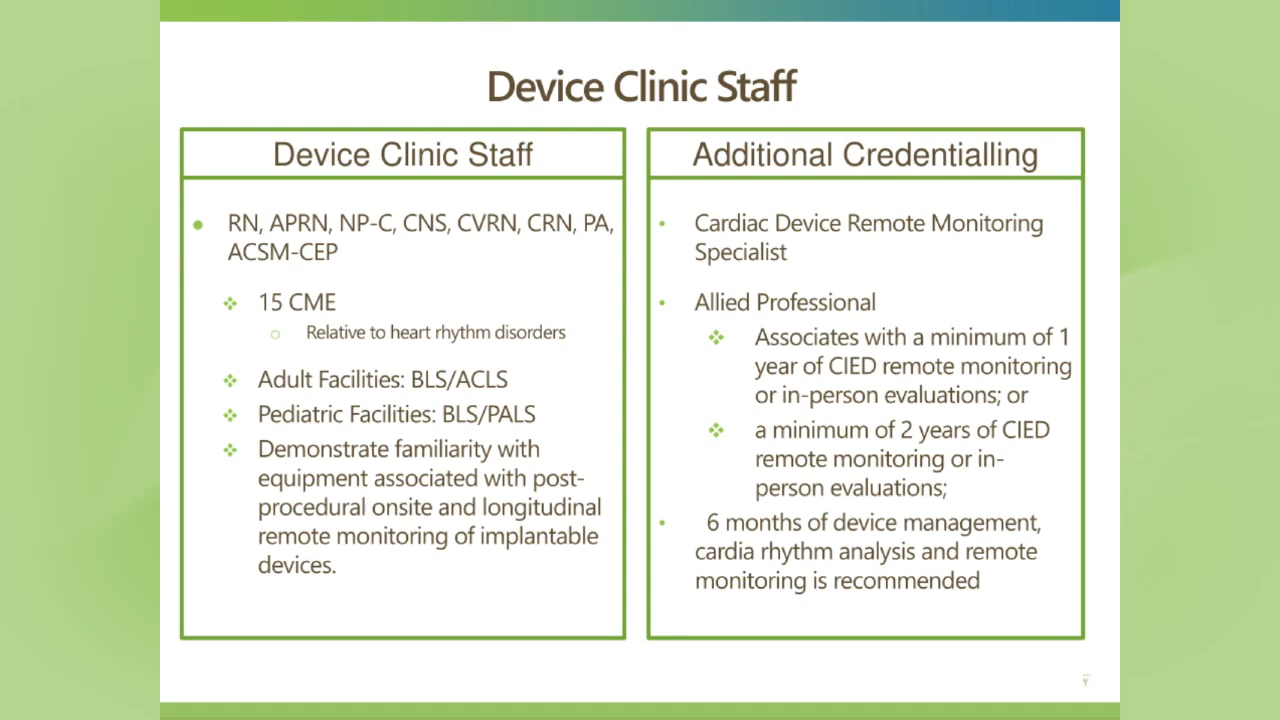 Device Clinic Staff
Device Clinic Staff
RN, APRN, NP-C, CNS, CVRN, CRN, PA,
ACSM-CEP
15 CME
Relative to heart rhythm disorders
Adult Facilities: BLS/ACLS
Pediatric Facilities: BLS/PALS
Demonstrate familiarity with
equipment associated with post-
procedural onsite and longitudinal
remote monitoring of implantable
devices.
Additional Credentialling
Cardiac Device Remote Monitoring
Specialist
Allied Professional
Associates with a minimum of 1
year of CIED remote monitoring
or in-person evaluations; or
a minimum of 2 years of CIED
remote monitoring or in-
person evaluations;
6 months of device management,
cardia rhythm analysis and remote
monitoring is recommended